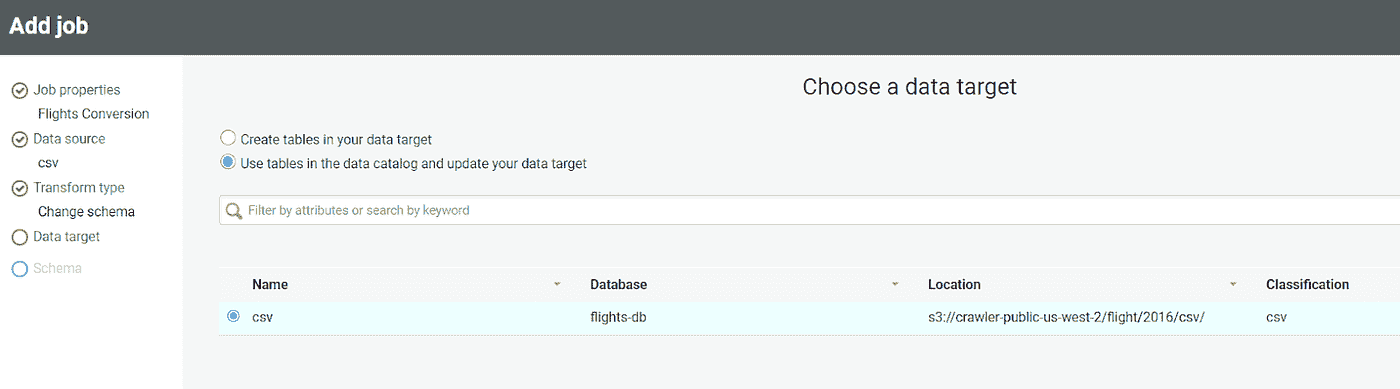 Add job
Job properties
Flights Conversion
Data source
csv
Transform type
Change schema
Data target
Schema
Choose a data target
Create tables in your data target
Use tables in the data catalog and update your data target
Filter by attributes or search by keyword
Name Database Location Classification
csv flights-db s3://crawler-public-us-west-2/flight/2016/csv/ csv